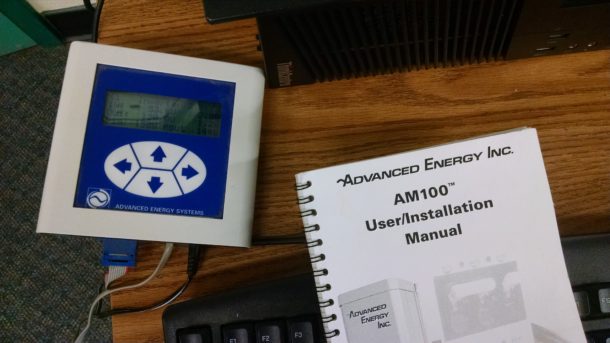 ADVANCED ENERGY SYSTEMS
ADVANCED ENERGY INC.
AM100™
User/Installation
Manual
ADVANCED
ENERGY
INC.
F1
F2
F3